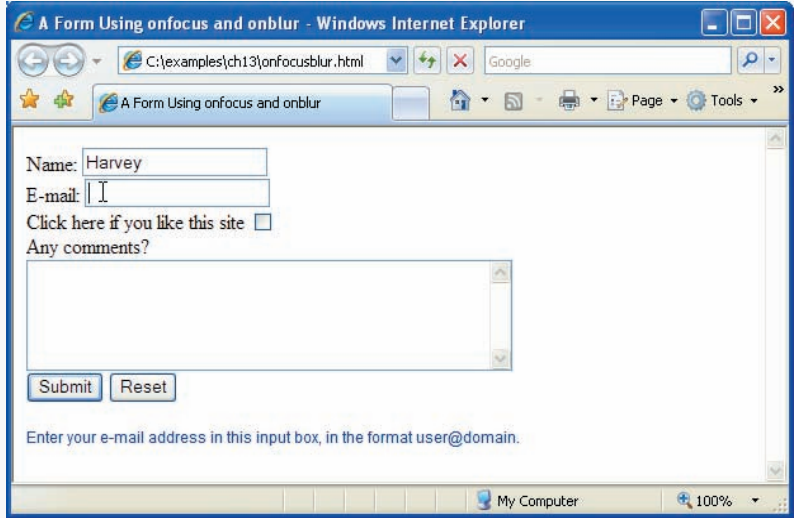 A Form Using onfocus and onblur - Windows Internet Explorer
C:\examples\ch13\onfocusblur.html
Google
A Form Using onfocus and onblur
Page
Tools
Name: Harvey
E-mail:
Click here if you like this site
Any comments?
Submit Reset
Enter your e-mail address in this input box, in the format user@domain.
My Computer
100%